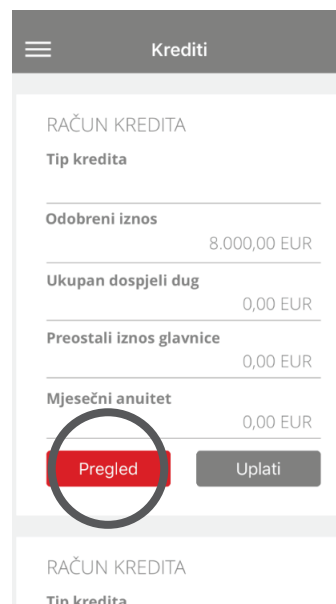 Krediti
RAČUN KREDITA
Tip kredita
Odobreni iznos
8.000,00 EUR
Ukupan dospjeli dug
0,00 EUR
Preostali iznos glavnice
0,00 EUR
Mjesečni anuitet
0,00 EUR
Pregled Uplati
RAČUN KREDITA
Tip kredita